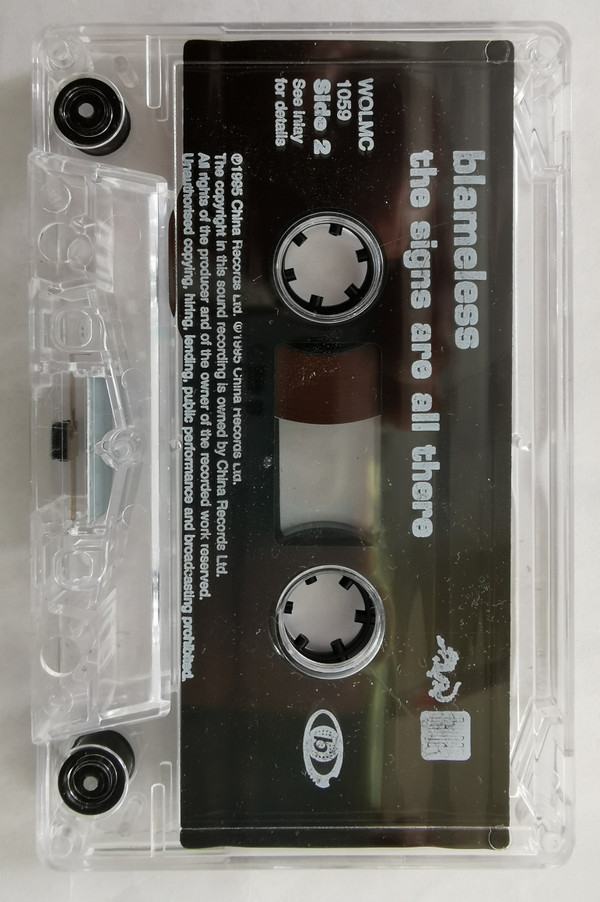 blameless
the signs are all there
WOLMC
1059
Side 2
See inlay
for details
℗1995 China Records Ltd. ©1995 China Records Ltd.
The copyright in this sound recording is owned by China Records Ltd.
All rights of the producer and of the owner of the recorded work reserved.
Unauthorised copying, hiring, lending, public performance and broadcasting prohibited.
b